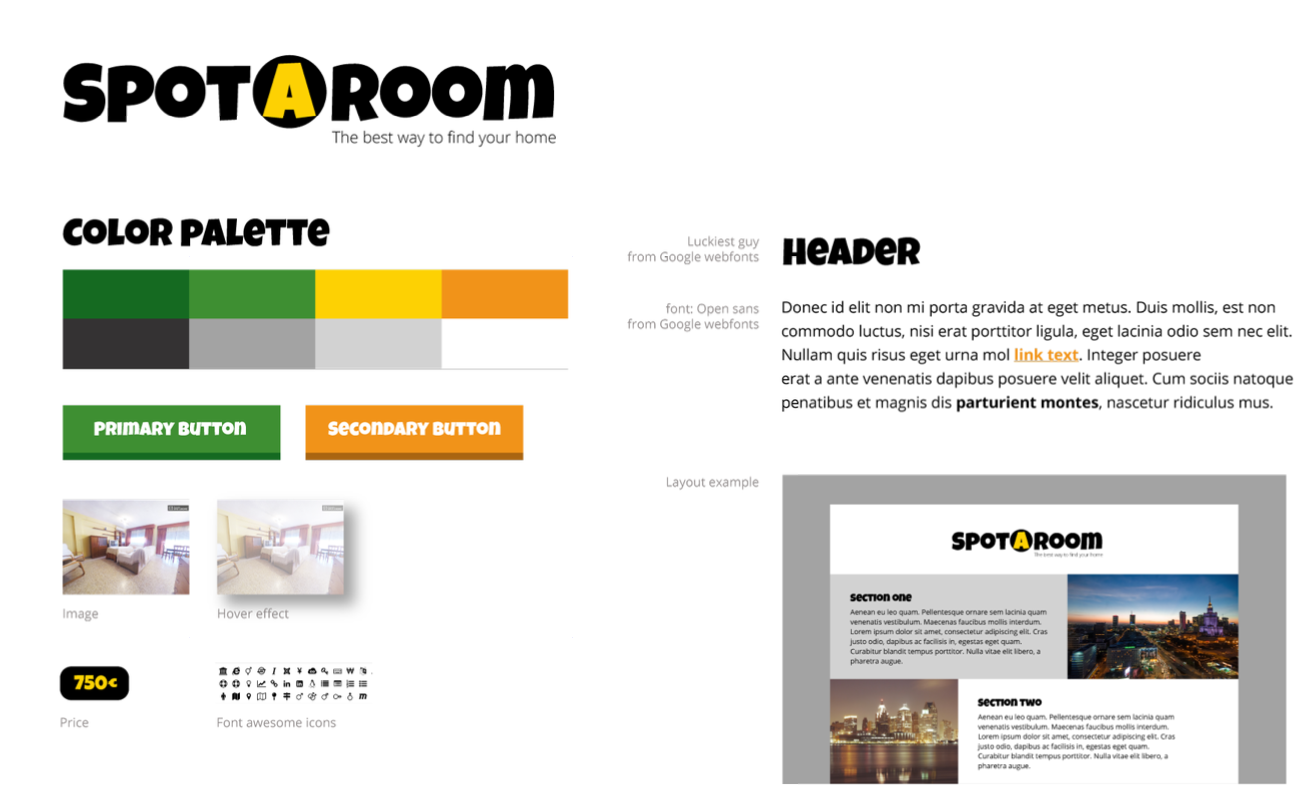 SPOTAROOM
The best way to find your home
COLOR PALETTE
PRIMARY BUTTON
SECONDARY BUTTON
Image
Hover effect
750€
Price
Font awesome icons
Luckiest guy
from Google webfonts
HEADER
font: Open sans
from Google webfonts
Donec id elit non mi porta gravida at eget metus. Duis mollis, est non
commodo luctus, nisi erat porttitor ligula, eget lacinia odio sem nec elit.
Nullam quis risus eget urna mol link text. Integer posuere
erat a ante venenatis dapibus posuere velit aliquet. Cum sociis natoque
penatibus et magnis dis parturient montes, nascetur ridiculus mus.
Layout example
SPOTAROOM
The best way to find your home
SECTION ONE
Aenean eu leo quam. Pellentesque ornare sem lacinia quam
venenatis vestibulum. Maecenas faucibus mollis interdum.
Lorem ipsum dolor sit amet, consectetur adipiscing elit. Cras
justo odio, dapibus ac facilisis in, egestas eget quam.
Curabitur blandit tempus porttitor. Nulla vitae elit libero, a
pharetra augue.
SECTION TWO
Aenean eu leo quam. Pellentesque ornare sem lacinia quam
venenatis vestibulum. Maecenas faucibus mollis interdum.
Lorem ipsum dolor sit amet, consectetur adipiscing elit. Cras
justo odio, dapibus ac facilisis in, egestas eget quam.
Curabitur blandit tempus porttitor. Nulla vitae elit libero, a
pharetra augue.